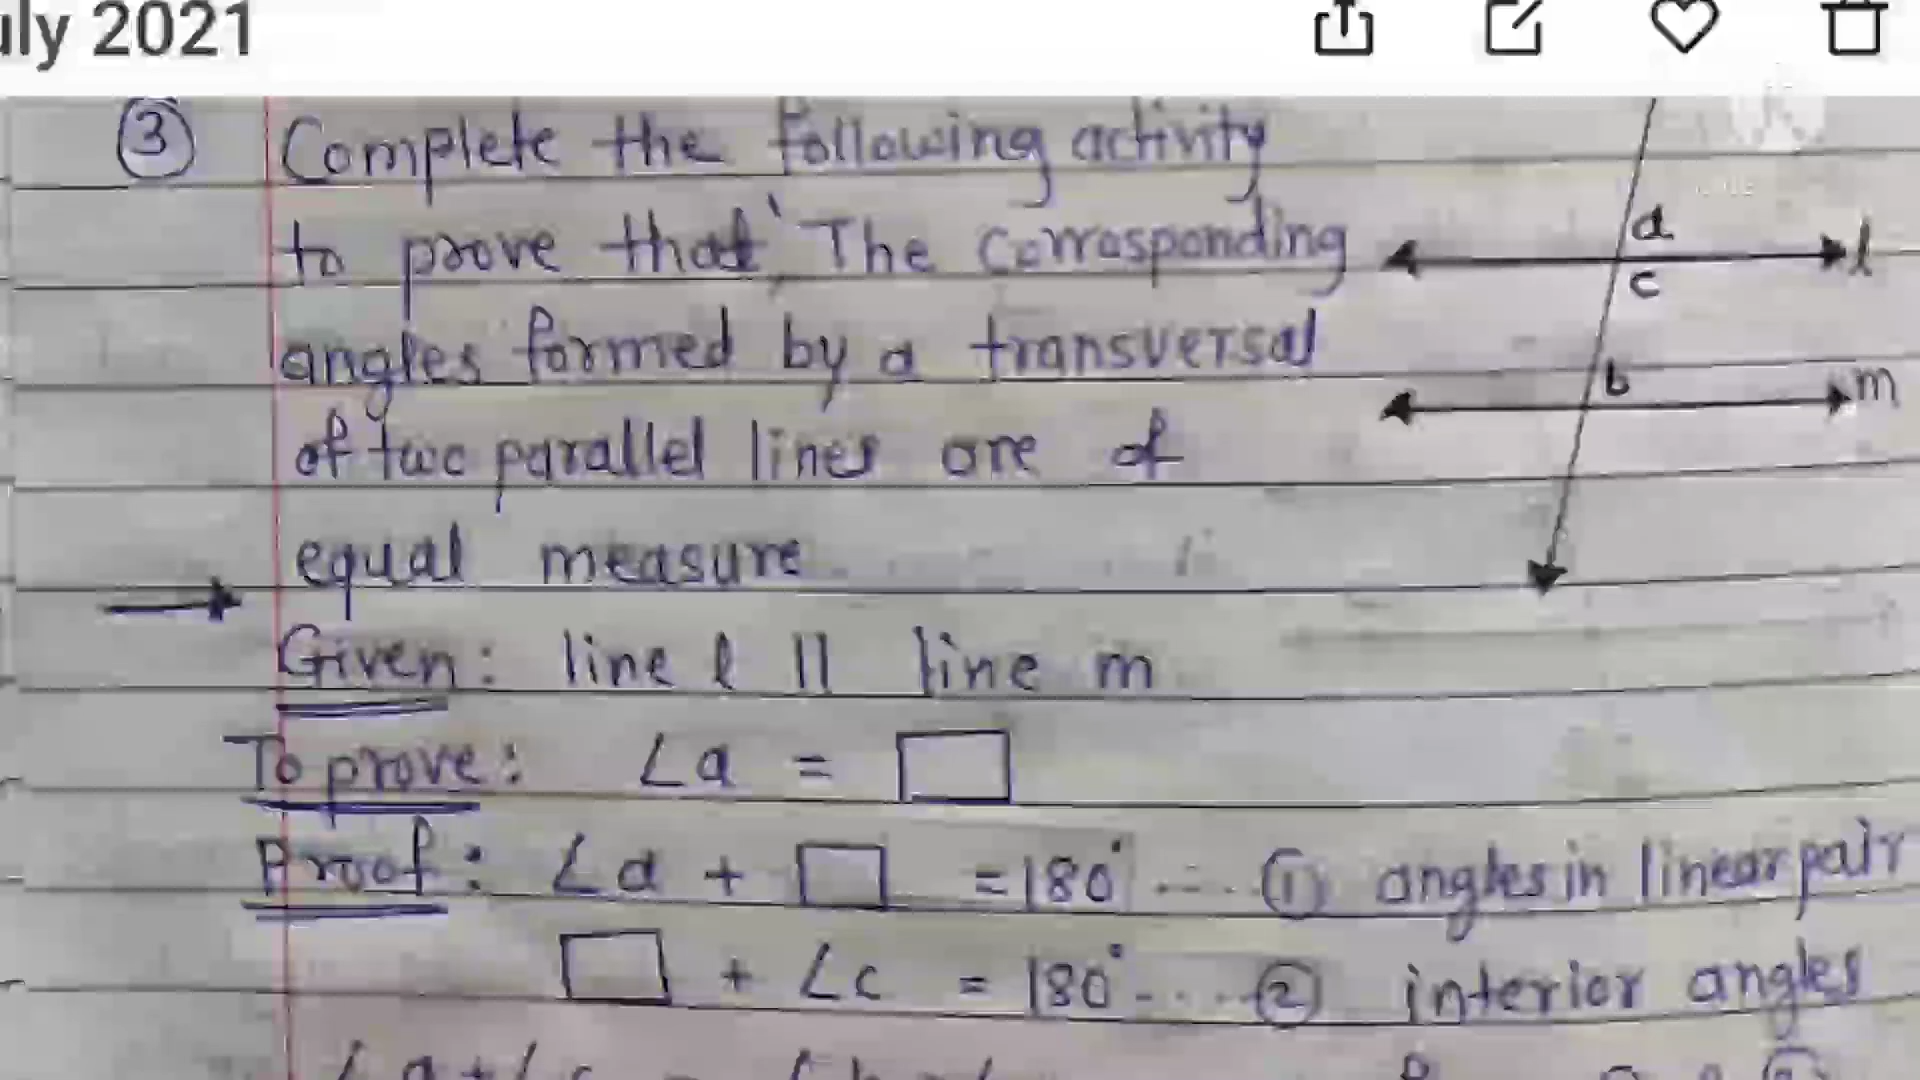 uly 2021
3 Complete the following activity
to prove that 'The Corrosponding
angles formed by a transversal
of two parallel lines are of
equal measure
a
l
c
b
m
Given: line l || line m
To prove: ∠a = □
Proof: ∠a + □ = 180° ..... ① angles in linear pair
□ + ∠c = 180° ..... ② interior angles